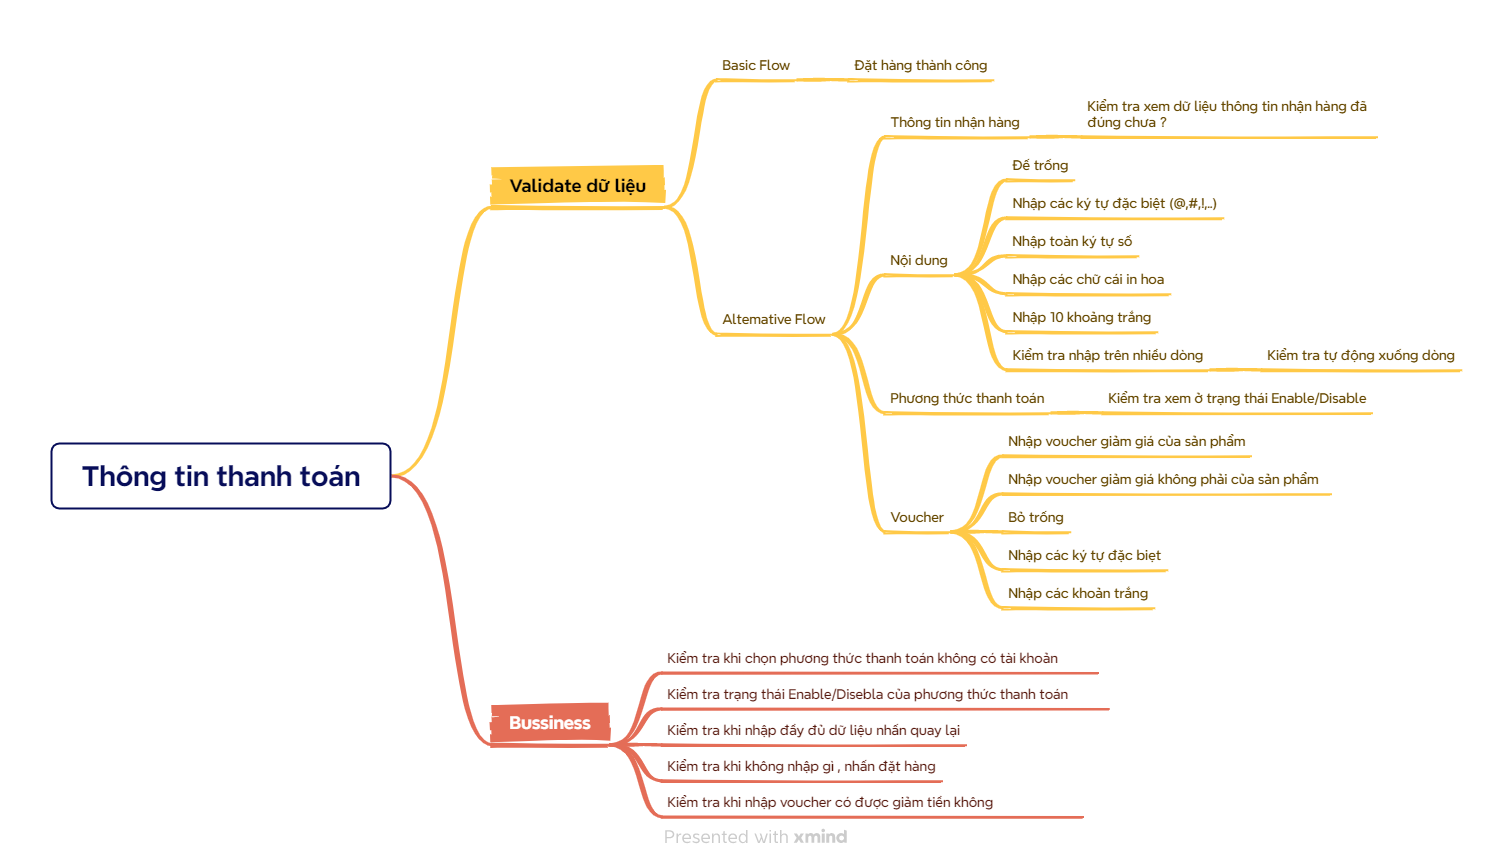 Thông tin thanh toán
Validate dữ liệu
Basic Flow
Đặt hàng thành công
Altemative Flow
Thông tin nhận hàng
Kiểm tra xem dữ liệu thông tin nhận hàng đã
đúng chưa ?
Nội dung
Để trống
Nhập các ký tự đặc biệt (@,#,!,..)
Nhập toàn ký tự số
Nhập các chữ cái in hoa
Nhập 10 khoảng trắng
Kiểm tra nhập trên nhiều dòng
Kiểm tra tự động xuống dòng
Phương thức thanh toán
Kiểm tra xem ở trạng thái Enable/Disable
Voucher
Nhập voucher giảm giá của sản phẩm
Nhập voucher giảm giá không phải của sản phẩm
Bỏ trống
Nhập các ký tự đặc biẹt
Nhập các khoản trắng
Bussiness
Kiểm tra khi chọn phương thức thanh toán không có tài khoản
Kiểm tra trạng thái Enable/Disebla của phương thức thanh toán
Kiểm tra khi nhập đầy đủ dữ liệu nhấn quay lại
Kiểm tra khi không nhập gì , nhấn đặt hàng
Kiểm tra khi nhập voucher có được giảm tiền không
Presented with xmind